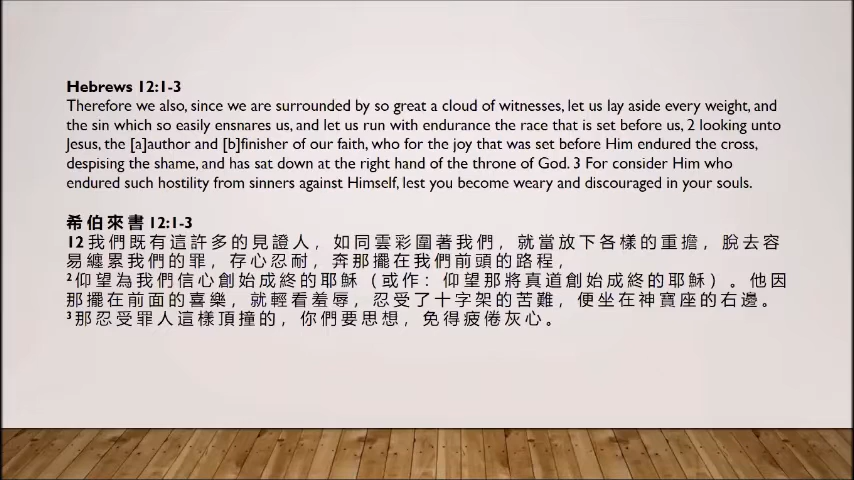 Hebrews 12:1-3
Therefore we also, since we are surrounded by so great a cloud of witnesses, let us lay aside every weight, and
the sin which so easily ensnares us, and let us run with endurance the race that is set before us, 2 looking unto
Jesus, the [a]author and [b]finisher of our faith, who for the joy that was set before Him endured the cross,
despising the shame, and has sat down at the right hand of the throne of God. 3 For consider Him who
endured such hostility from sinners against Himself, lest you become weary and discouraged in your souls.
希伯來書 12:1-3
12我們既有這許多的見證人，如同雲彩圍著我們，就當放下各樣的重擔，脫去容
易纏累我們的罪，存心忍耐，奔那擺在我們前頭的路程，
²仰望為我們信心創始成終的耶穌（或作：仰望那將真道創始成終的耶穌）。他因
那擺在前面的喜樂，就輕看羞辱，忍受了十字架的苦難，便坐在神寶座的右邊。
³那忍受罪人這樣頂撞的，你們要思想，免得疲倦灰心。